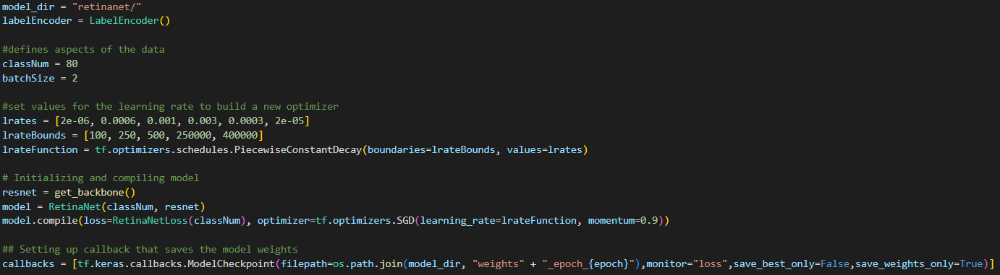 model_dir = "retinanet/"
labelEncoder = LabelEncoder()
#defines aspects of the data
classNum = 80
batchSize = 2
#set values for the learning rate to build a new optimizer
lrates = [2e-06, 0.0006, 0.001, 0.003, 0.0003, 2e-05]
lrateBounds = [100, 250, 500, 250000, 400000]
lrateFunction = tf.optimizers.schedules.PiecewiseConstantDecay(boundaries=lrateBounds, values=lrates)
# Initializing and compiling model
resnet = get_backbone()
model = RetinaNet(classNum, resnet)
model.compile(loss=RetinaNetLoss(classNum), optimizer=tf.optimizers.SGD(learning_rate=lrateFunction, momentum=0.9))
## Setting up callback that saves the model weights
callbacks = [tf.keras.callbacks.ModelCheckpoint(filepath=os.path.join(model_dir, "weights" + "_epoch_{epoch}"),monitor="loss",save_best_only=False,save_weights_only=True)]